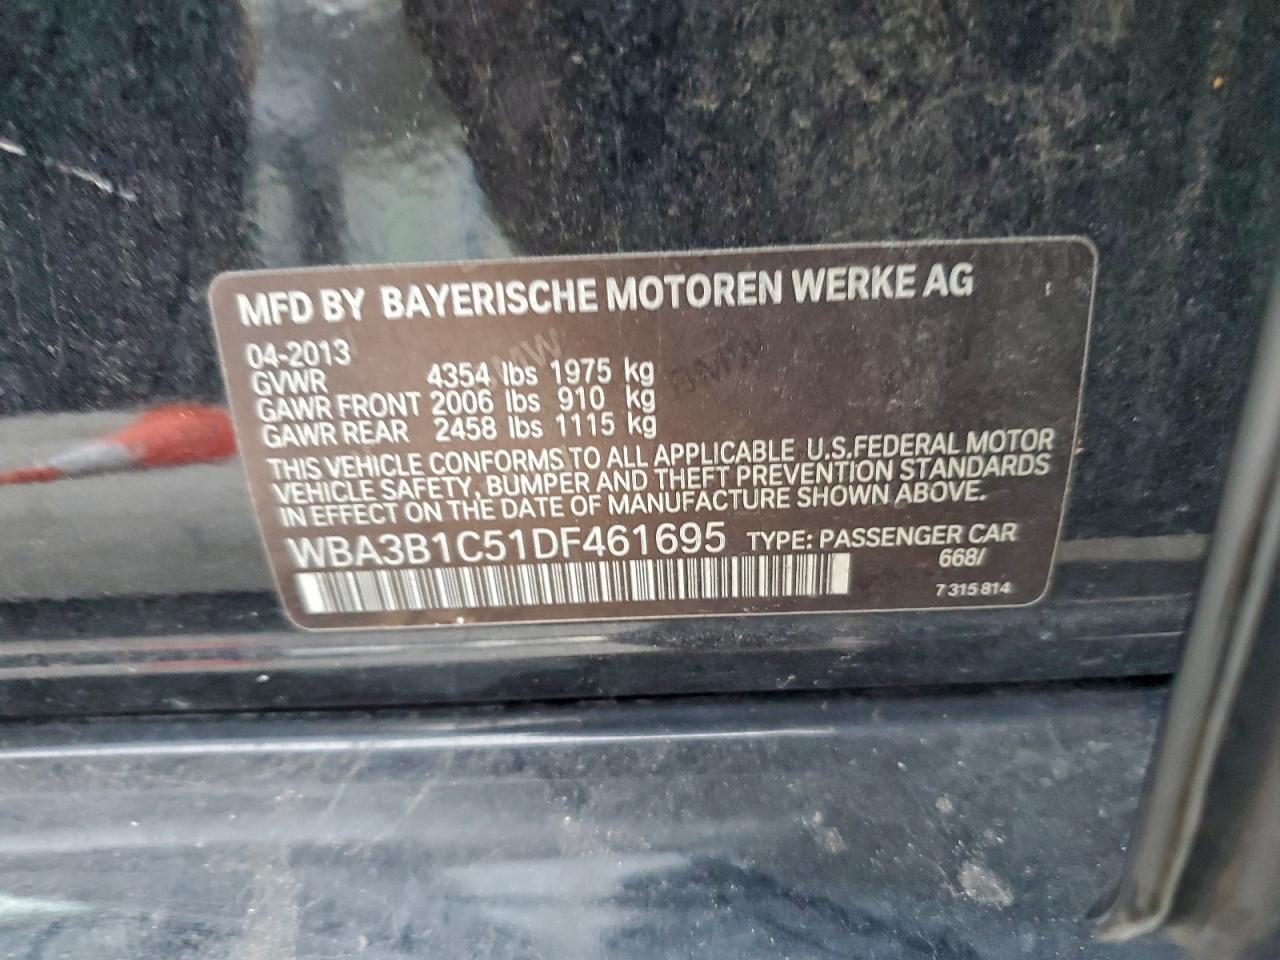 MFD BY BAYERISCHE MOTOREN WERKE AG
04-2013
GVWR 4354 lbs 1975 kg
GAWR FRONT 2006 lbs 910 kg
GAWR REAR 2458 lbs 1115 kg
THIS VEHICLE CONFORMS TO ALL APPLICABLE U.S.FEDERAL MOTOR
VEHICLE SAFETY, BUMPER AND THEFT PREVENTION STANDARDS
IN EFFECT ON THE DATE OF MANUFACTURE SHOWN ABOVE.
WBA3B1C51DF461695 TYPE: PASSENGER CAR
668/
7 315 814
BMW
BMW